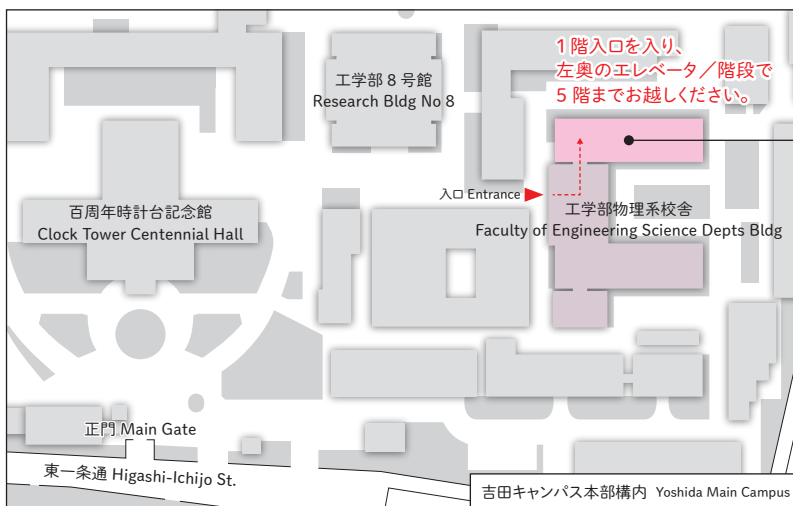 1階入口を入り、
左奥のエレベータ／階段で
5階までお越しください。
工学部8号館
Research Bldg No 8
入口 Entrance
百周年時計台記念館
Clock Tower Centennial Hall
工学部物理系校舎
Faculty of Engineering Science Depts Bldg
正門 Main Gate
東一条通 Higashi-Ichijo St.
吉田キャンパス本部構内 Yoshida Main Campus